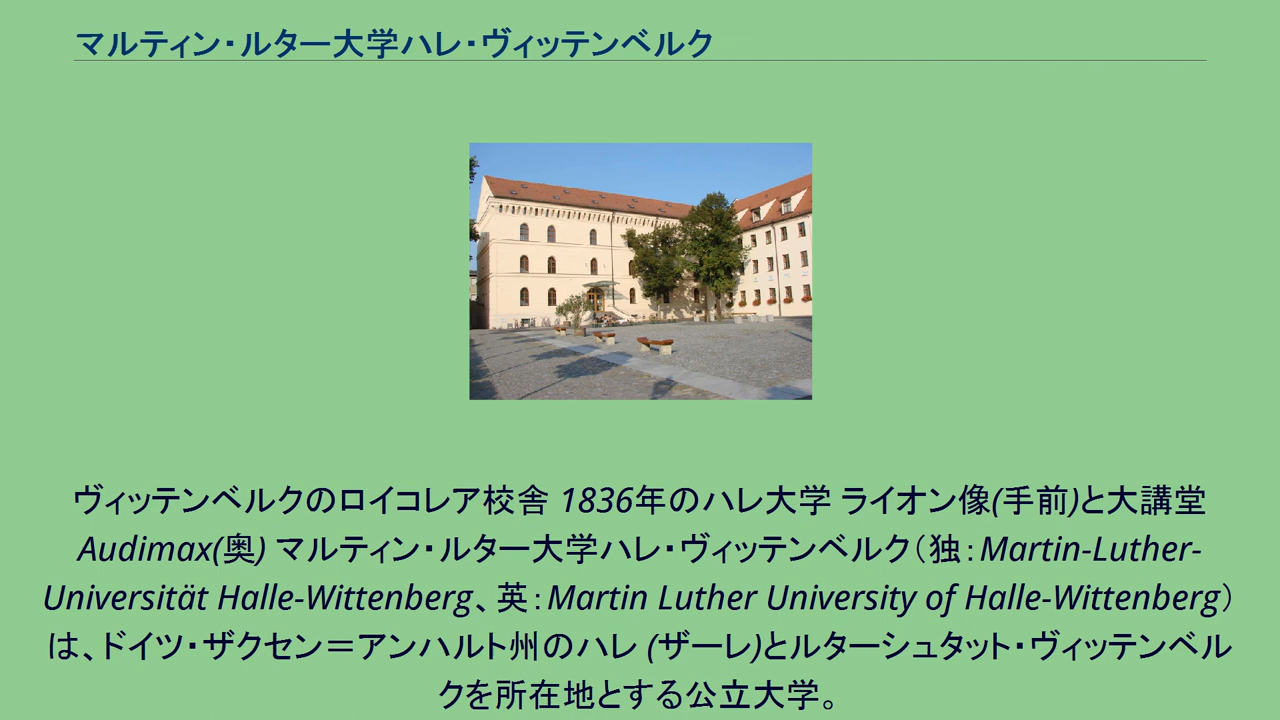 マルティン・ルター大学ハレ・ヴィッテンベルク
ヴィッテンベルクのロイコレア校舎 1836年のハレ大学 ライオン像(手前)と大講堂
Audimax(奥) マルティン・ルター大学ハレ・ヴィッテンベルク（独：Martin-Luther-
Universität Halle-Wittenberg、英：Martin Luther University of Halle-Wittenberg）
は、ドイツ・ザクセン＝アンハルト州のハレ (ザーレ)とルターシュタット・ヴィッテンベル
クを所在地とする公立大学。